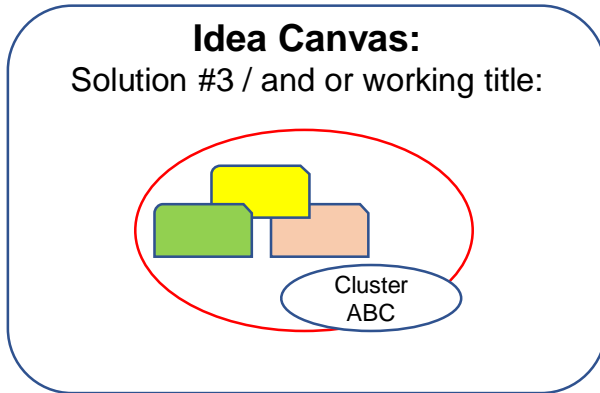 Idea Canvas:
Solution #3 / and or working title:
Cluster
ABC